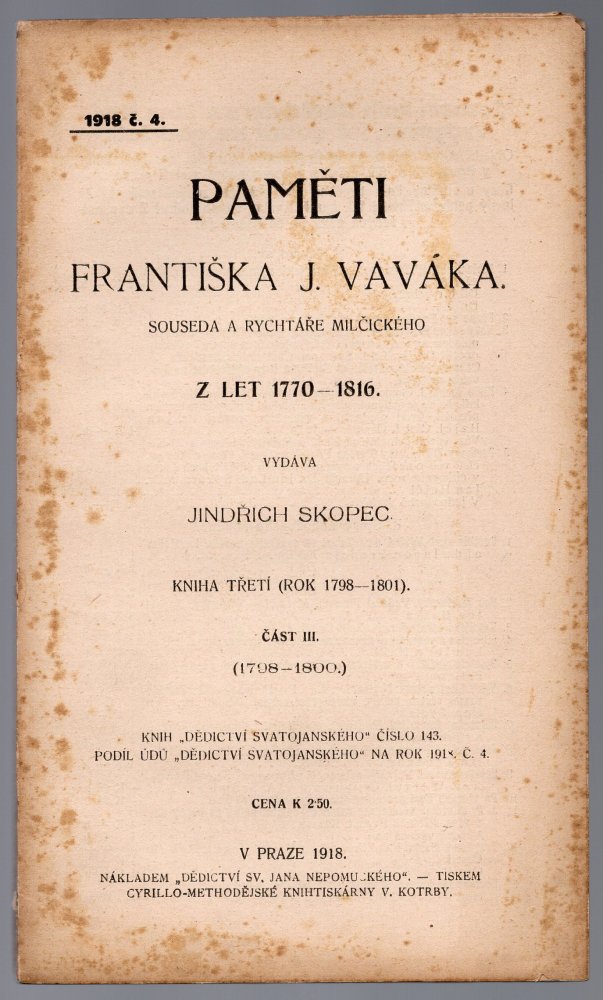 1918 č. 4.
PAMĚTI
FRANTIŠKA J. VAVÁKA.
SOUSEDA A RYCHTÁŘE MILČICKÉHO
Z LET 1770—1816.
VYDÁVA
JINDŘICH SKOPEC.
KNIHA TŘETÍ (ROK 1798—1801).
ČÁST III.
(1798—1800.)
KNIH „DĚDICTVÍ SVATOJANSKÉHO“ ČÍSLO 143.
PODÍL ÚDŮ „DĚDICTVÍ SVATOJANSKÉHO“ NA ROK 1918. Č. 4.
CENA K 2·50.
V PRAZE 1918.
NÁKLADEM „DĚDICTVÍ SV. JANA NEPOMUCKÉHO“. — TISKEM
CYRILLO-METHODĚJSKÉ KNIHTISKÁRNY V. KOTRBY.